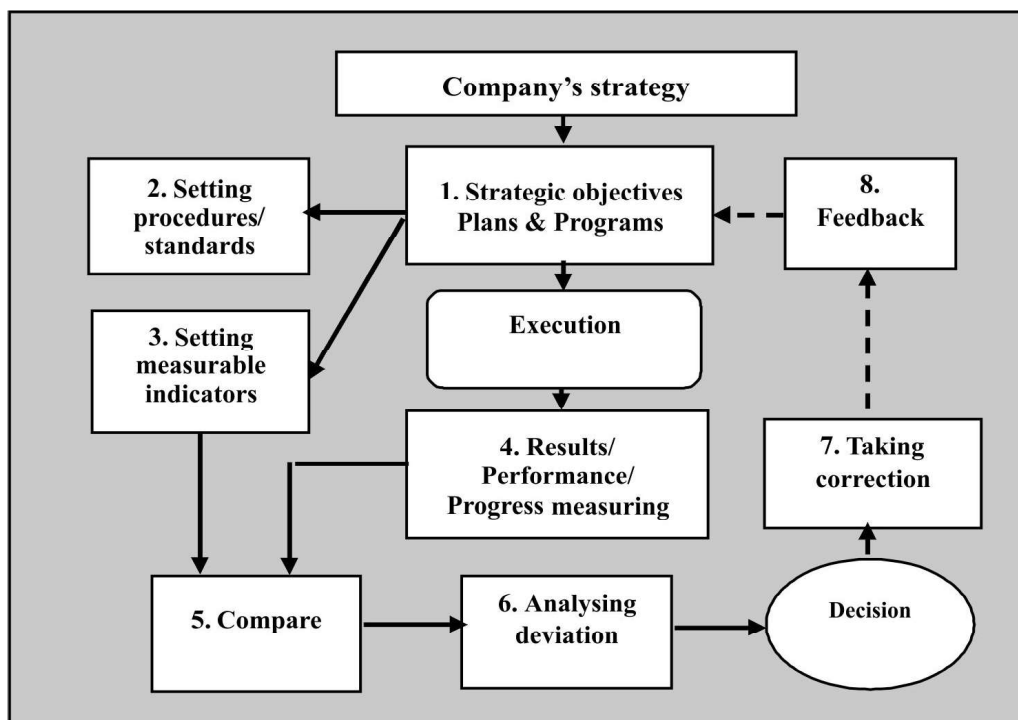 Company's strategy
1. Strategic objectives
Plans & Programs
2. Setting
procedures/
standards
8.
Feedback
Execution
3. Setting
measurable
indicators
4. Results/
Performance/
Progress measuring
7. Taking
correction
5. Compare
6. Analysing
deviation
Decision